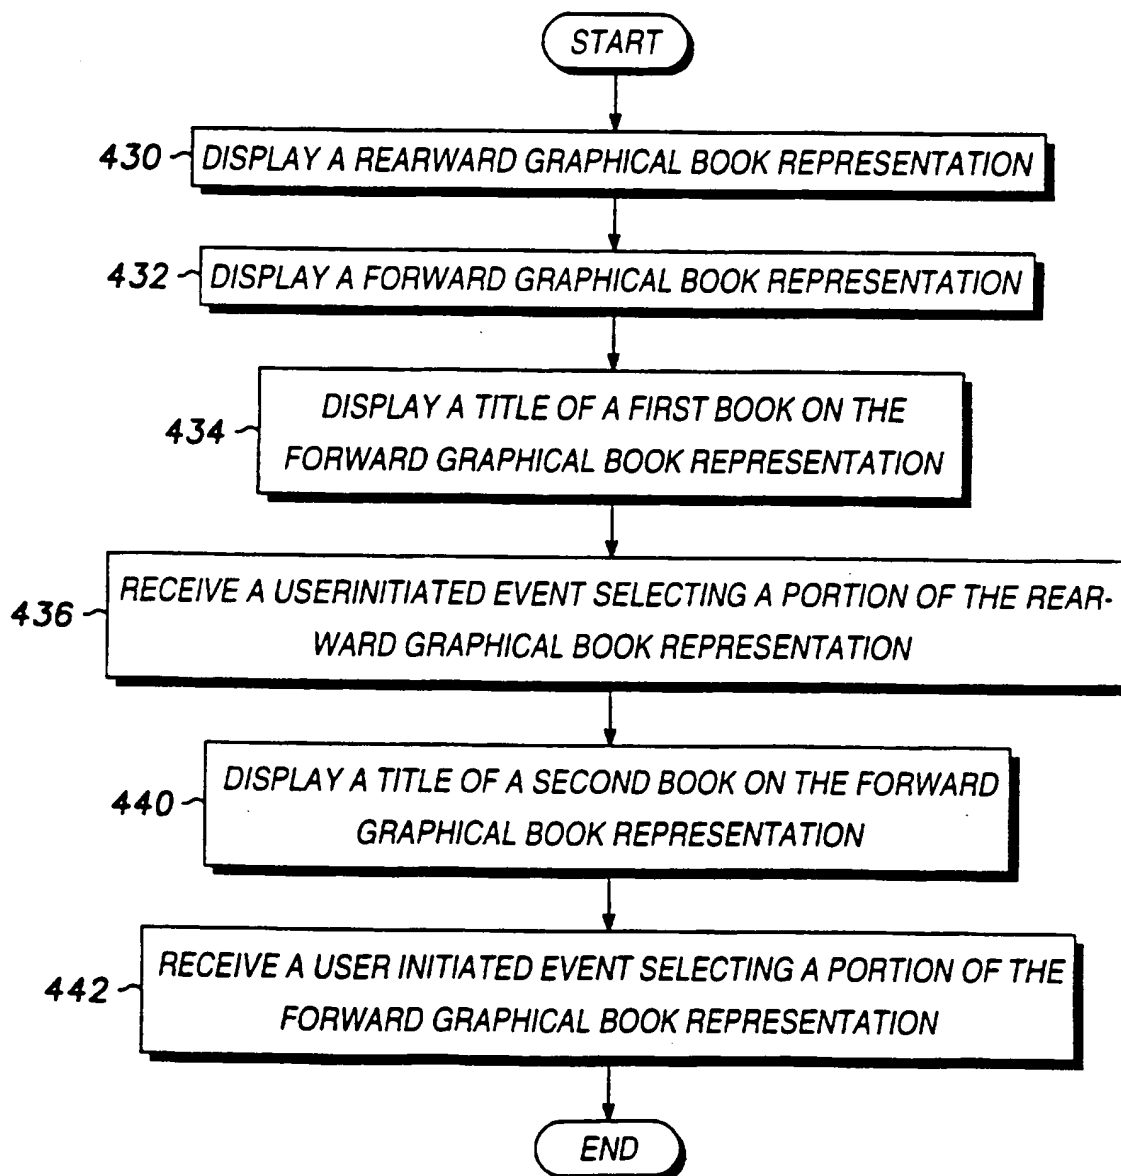 START
430 DISPLAY A REARWARD GRAPHICAL BOOK REPRESENTATION
432 DISPLAY A FORWARD GRAPHICAL BOOK REPRESENTATION
DISPLAY A TITLE OF A FIRST BOOK ON THE
434
FORWARD GRAPHICAL BOOK REPRESENTATION
RECEIVE A USERINITIATED EVENT SELECTING A PORTION OF THE REAR-
436
WARD GRAPHICAL BOOK REPRESENTATION
DISPLAY A TITLE OF A SECOND BOOK ON THE FORWARD
440
GRAPHICAL BOOK REPRESENTATION
RECEIVE A USER INITIATED EVENT SELECTING A PORTION OF THE
442
FORWARD GRAPHICAL BOOK REPRESENTATION
END